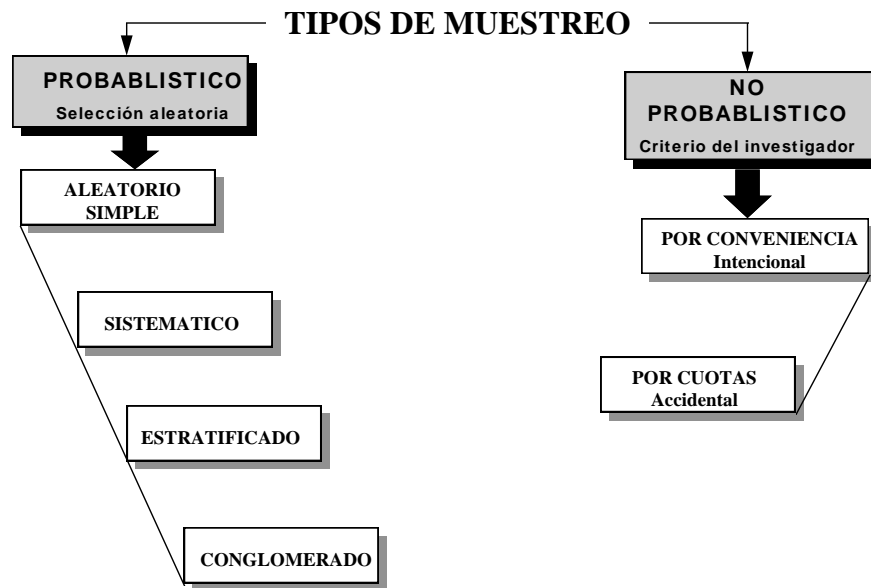 TIPOS DE MUESTREO
PROBABLISTICO
Selección aleatoria
NO
PROBABLISTICO
Criterio del investigador
ALEATORIO
SIMPLE
POR CONVENIENCIA
Intencional
SISTEMATICO
POR CUOTAS
Accidental
ESTRATIFICADO
CONGLOMERADO